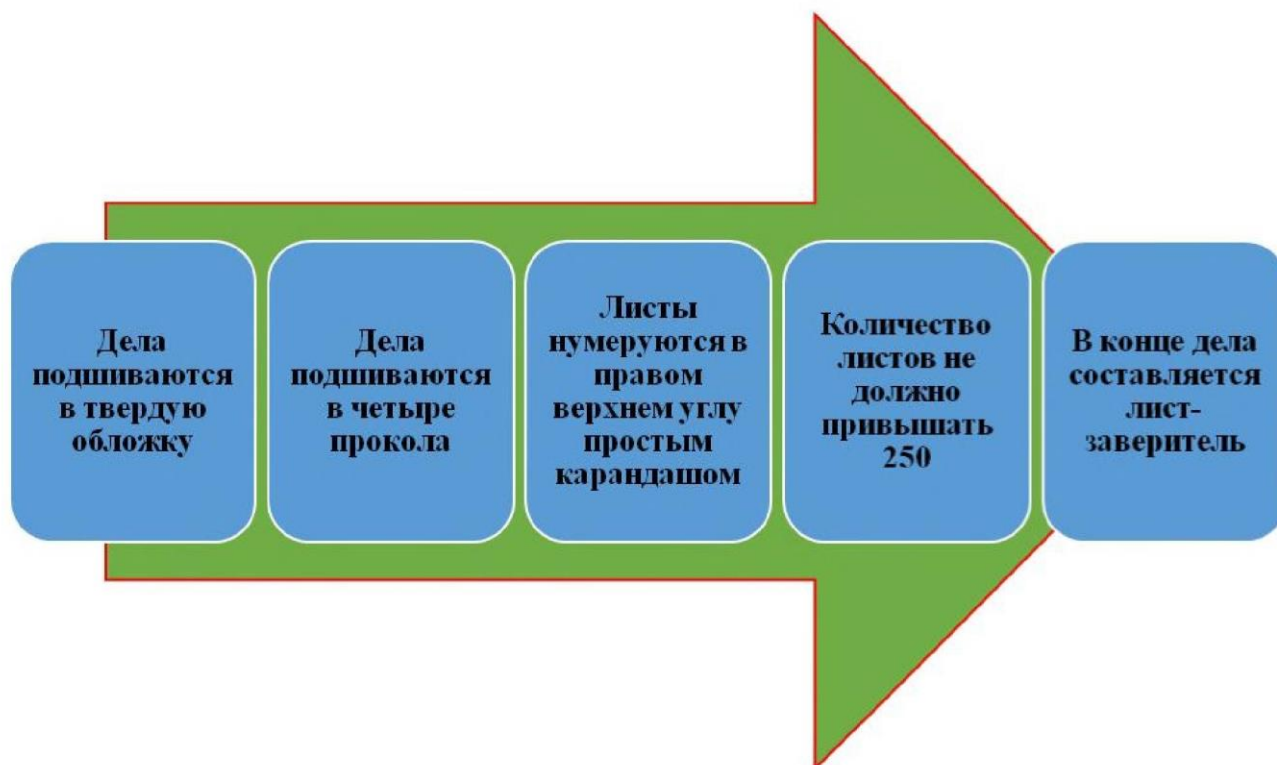 Дела
подшиваются
в твердую
обложку
Дела
подшиваются
в четыре
прокола
Листы
нумеруются в
правом
верхнем углу
простым
карандашом
Количество
листов не
должно
привышать
250
В конце дела
составляется
лист-
заверитель